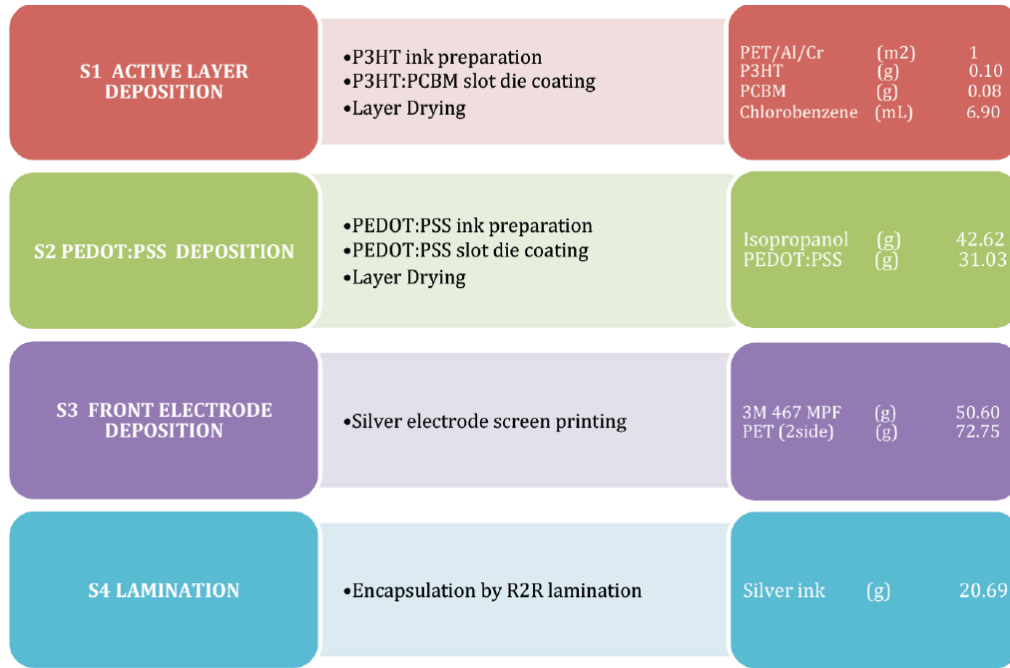 S1 ACTIVE LAYER
DEPOSITION
•P3HT ink preparation
•P3HT:PCBM slot die coating
•Layer Drying
PET/Al/Cr (m2) 1
P3HT (g) 0.10
PCBM (g) 0.08
Chlorobenzene (mL) 6.90
S2 PEDOT:PSS DEPOSITION
•PEDOT:PSS ink preparation
•PEDOT:PSS slot die coating
•Layer Drying
Isopropanol (g) 42.62
PEDOT:PSS (g) 31.03
S3 FRONT ELECTRODE
DEPOSITION
•Silver electrode screen printing
3M 467 MPF (g) 50.60
PET (2side) (g) 72.75
S4 LAMINATION
•Encapsulation by R2R lamination
Silver ink (g) 20.69